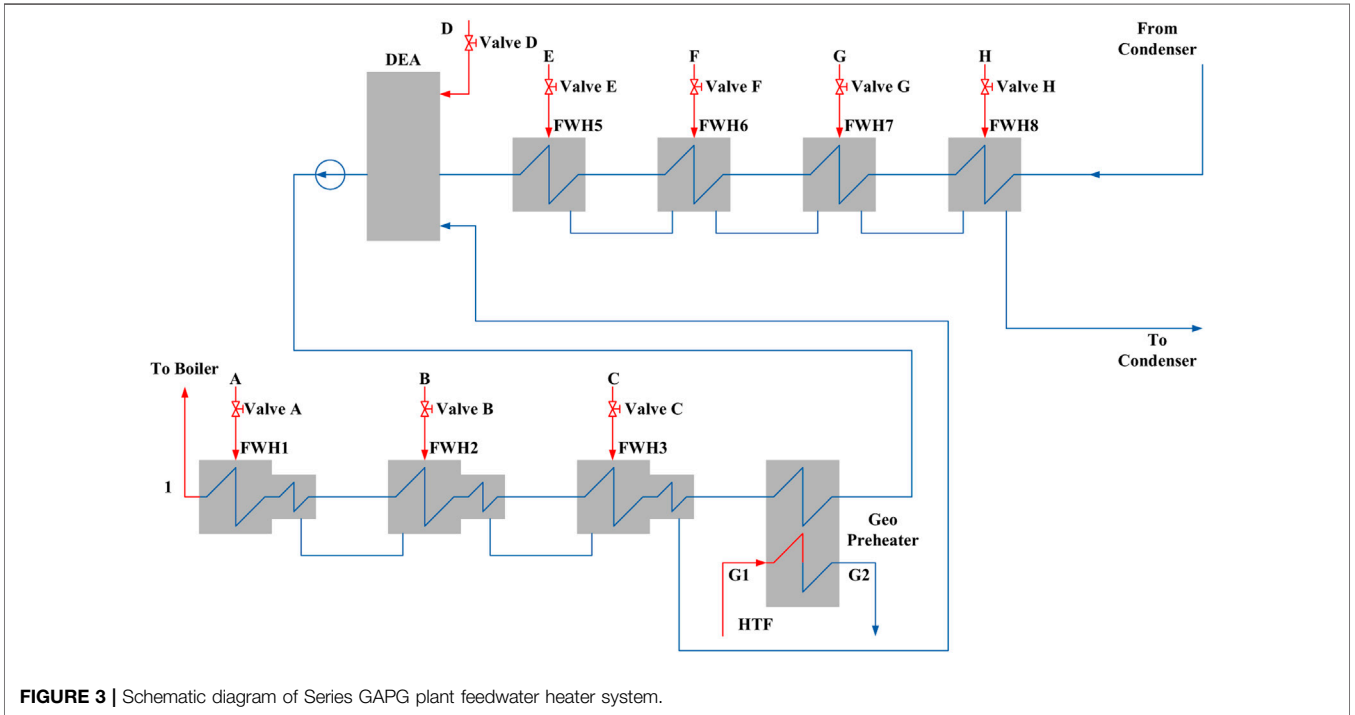 D
Valve D
From
Condenser
DEA
E
F
G
H
Valve E
Valve F
Valve G
Valve H
FWH5
FWH6
FWH7
FWH8
To Boiler
To
Condenser
A
B
C
Valve A
Valve B
Valve C
FWH1
FWH2
FWH3
1
Geo
Preheater
G1
G2
HTF
FIGURE 3 | Schematic diagram of Series GAPG plant feedwater heater system.